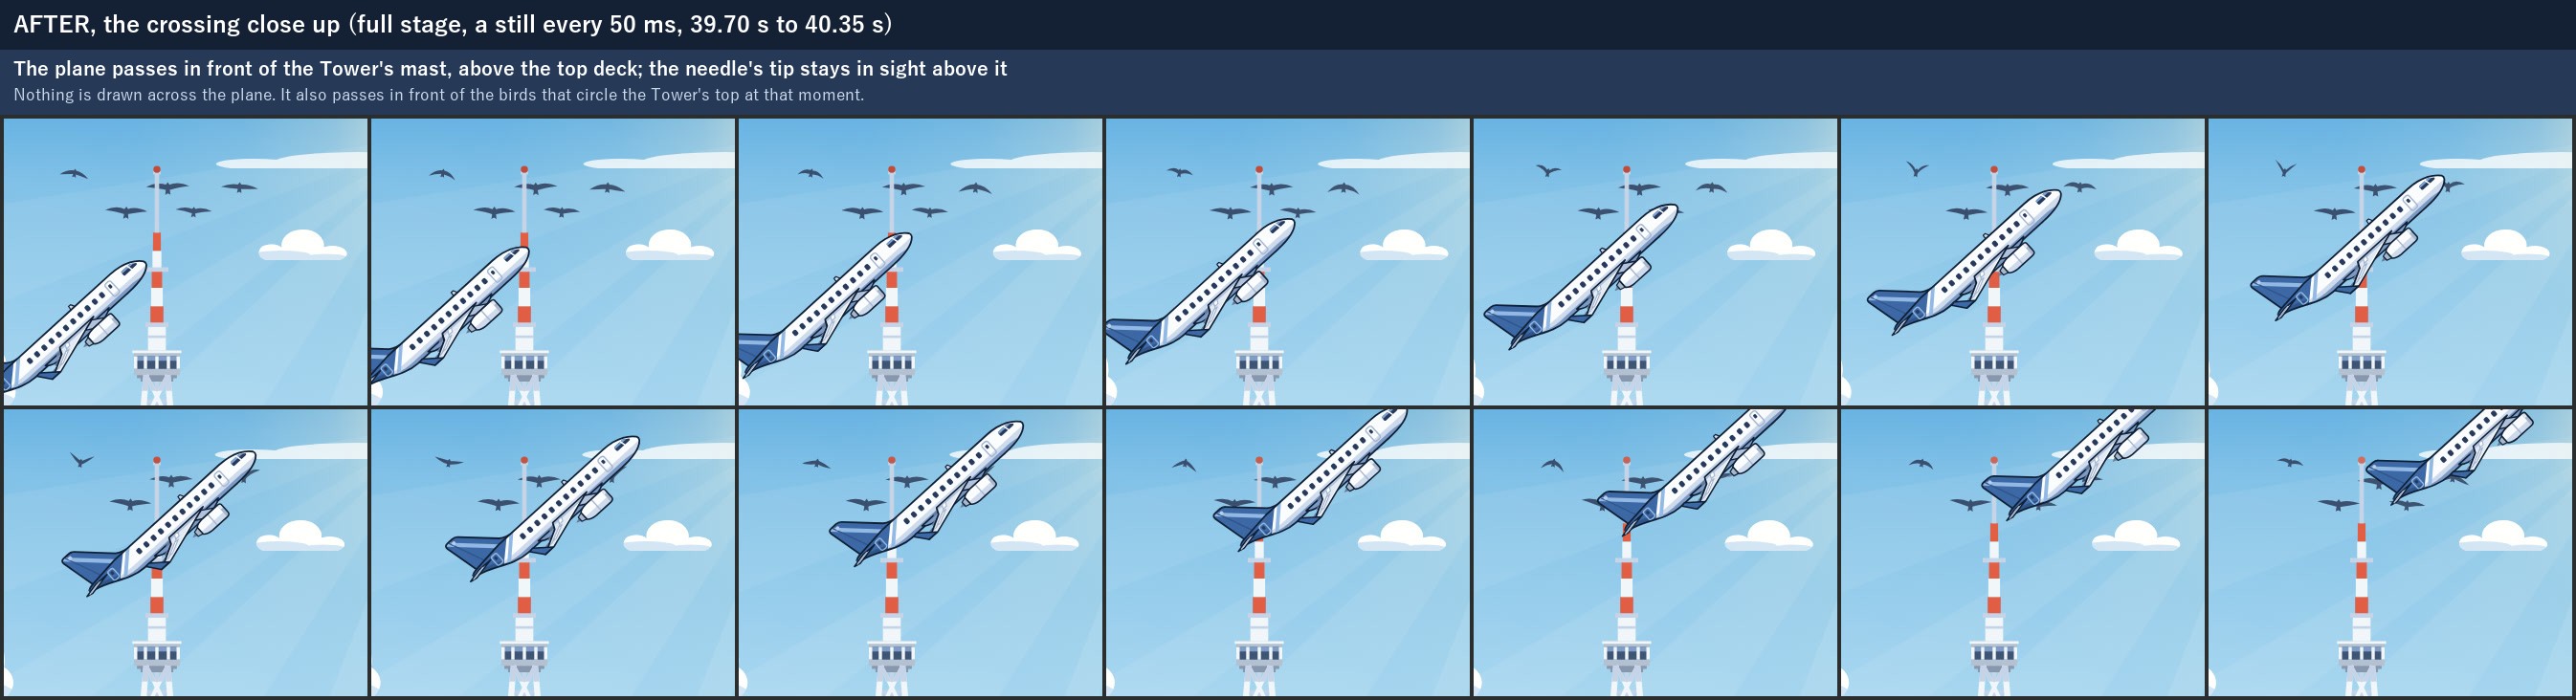 AFTER, the crossing close up (full stage, a still every 50 ms, 39.70 s to 40.35 s)
The plane passes in front of the Tower's mast, above the top deck; the needle's tip stays in sight above it
Nothing is drawn across the plane. It also passes in front of the birds that circle the Tower's top at that moment.